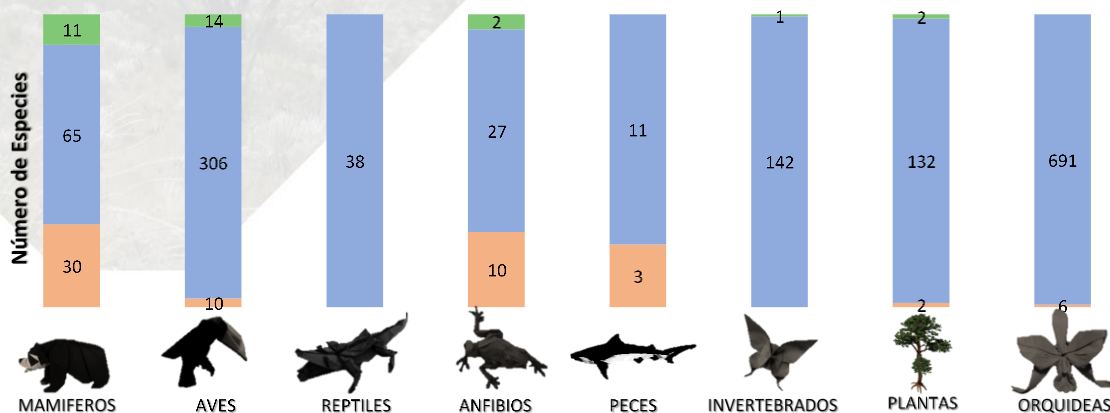 Número de Especies
11 14 2 1 2
65 306 38 27 11 142 132 691
30 10 10 3 2 6
MAMIFEROS AVES REPTILES ANFIBIOS PECES INVERTEBRADOS PLANTAS ORQUIDEAS